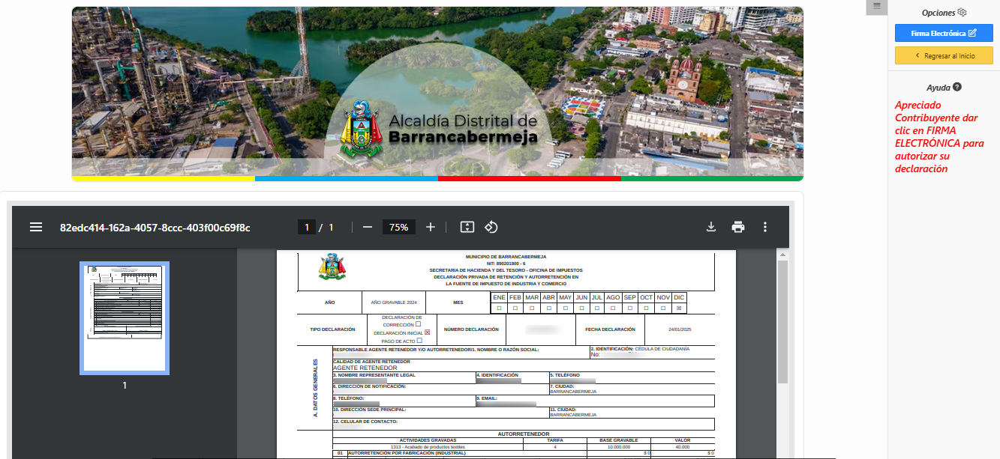 Alcaldía Distrital de
Barrancabermeja
Opciones
Firma Electrónica
Regresar al Inicio
Ayuda
Apreciado
Contribuyente dar
clic en FIRMA
ELECTRÓNICA para
autorizar su
declaración
82edc414-162a-4057-8ccc-403f00c69f8c
1 / 1
75%
1
MUNICIPIO DE BARRANCABERMEJA
NIT: 890201900 - 6
SECRETARIA DE HACIENDA Y DEL TESORO - OFICINA DE IMPUESTOS
DECLARACIÓN PRIVADA DE RETENCIÓN Y AUTORRETENCIÓN EN
LA FUENTE DE IMPUESTO DE INDUSTRIA Y COMERCIO
AÑO AÑO GRAVABLE 2024 MES ENE FEB MAR ABR MAY JUN JUL AGO SEP OCT NOV DIC
TIPO DECLARACIÓN
DECLARACIÓN DE
CORRECCIÓN ☐
DECLARACIÓN INICIAL ☒
PAGO DE ACTO ☐
NÚMERO DECLARACIÓN
FECHA DECLARACIÓN
24/01/2025
A. DATOS GENERALES
RESPONSABLE AGENTE RETENEDOR Y/O AUTORRETENEDOR/1. NOMBRE O RAZÓN SOCIAL:
2. IDENTIFICACIÓN: CÉDULA DE CIUDADANÍA
No:
CALIDAD DE AGENTE RETENEDOR
AGENTE RETENEDOR
3. NOMBRE REPRESENTANTE LEGAL 4. IDENTIFICACIÓN 5. TELÉFONO
6. DIRECCIÓN DE NOTIFICACIÓN: 7. CIUDAD:
BARRANCABERMEJA
8. TELÉFONO: 9. EMAIL:
10. DIRECCIÓN SEDE PRINCIPAL: 11. CIUDAD:
BARRANCABERMEJA
12. CELULAR DE CONTACTO:
AUTORRETENEDOR
ACTIVIDADES GRAVADAS TARIFA BASE GRAVABLE VALOR
1313 - Acabado de productos textiles 4 10.000.000 40.000
01 AUTORRETENCIÓN POR FABRICACIÓN (INDUSTRIAL) $ 0 $ 0